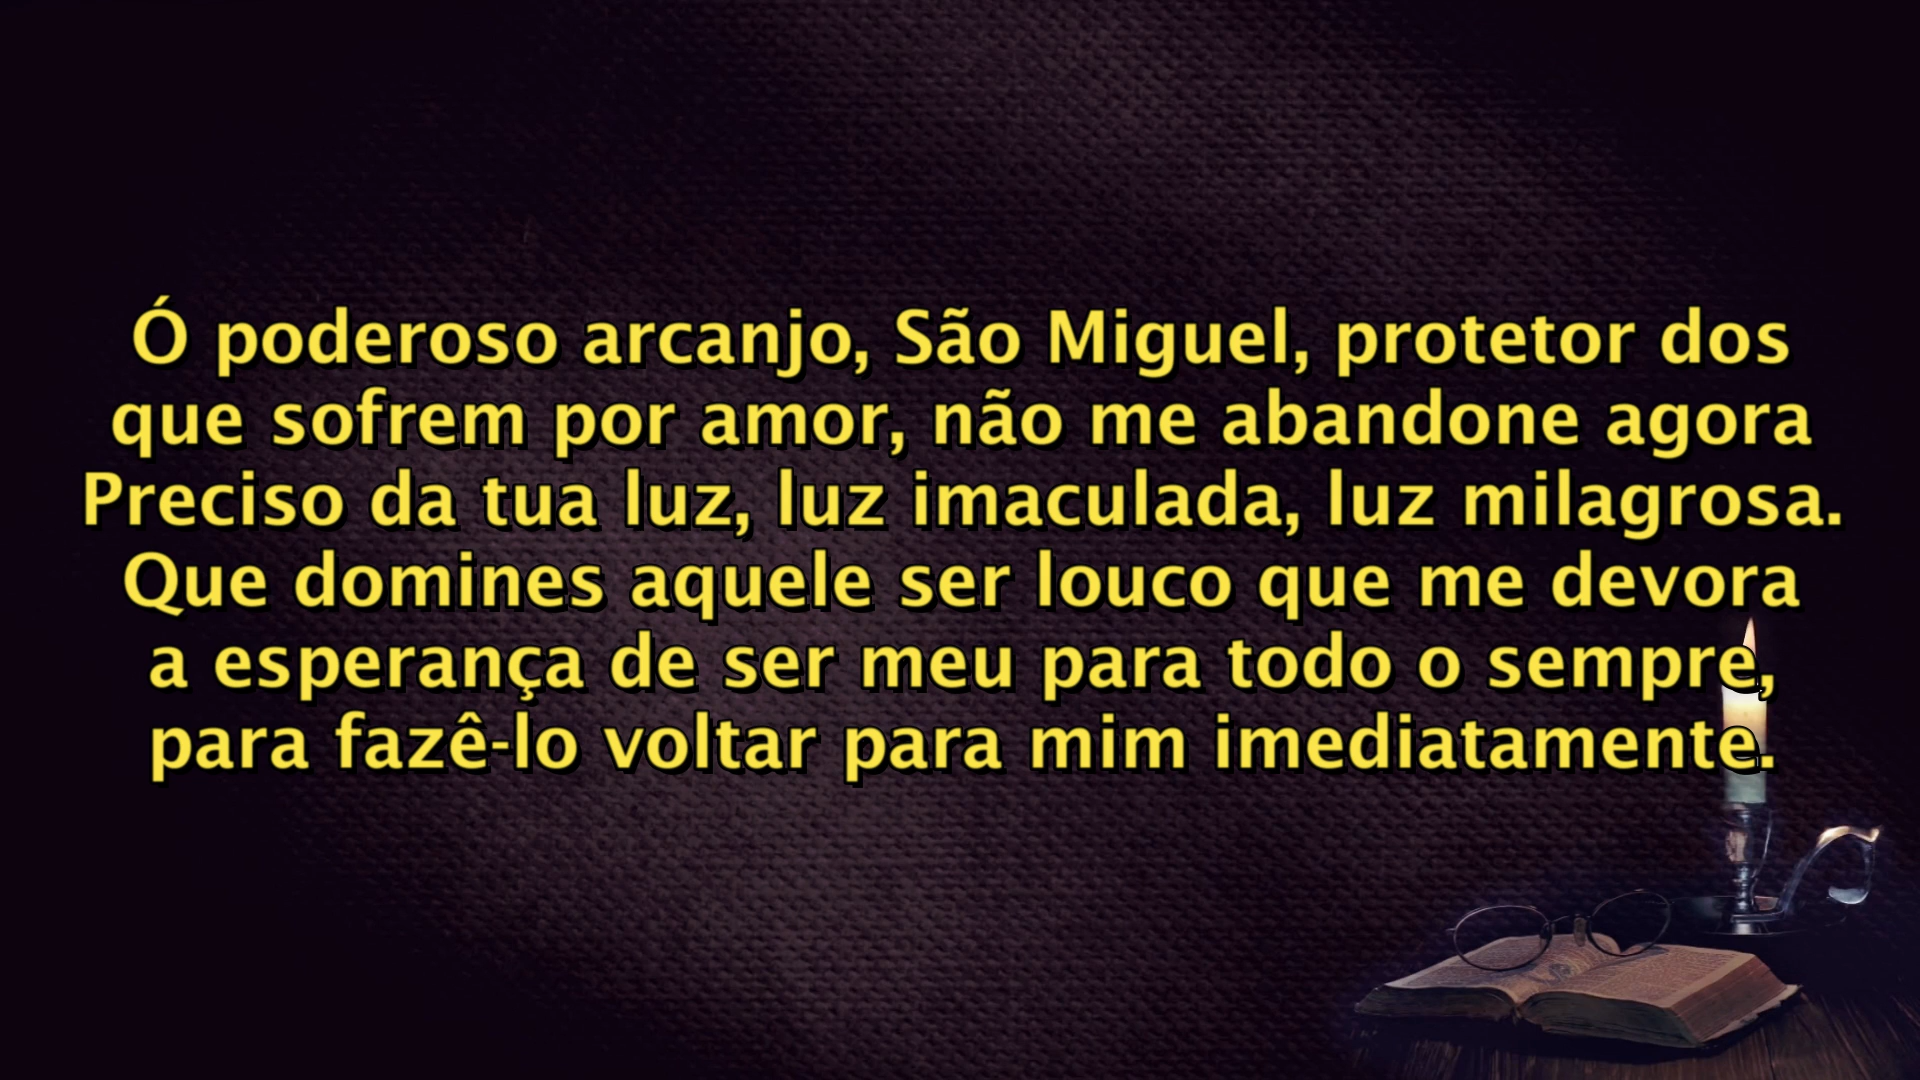 Ó poderoso arcanjo, São Miguel, protetor dos
que sofrem por amor, não me abandone agora
Preciso da tua luz, luz imaculada, luz milagrosa.
Que domines aquele ser louco que me devora
a esperança de ser meu para todo o sempre,
para fazê-lo voltar para mim imediatamente.